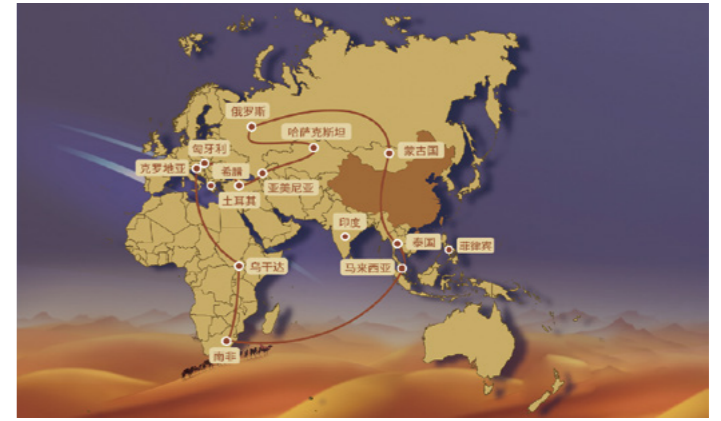 俄罗斯
哈萨克斯坦
蒙古国
匈牙利
克罗地亚
希腊
亚美尼亚
土耳其
印度
泰国
菲律宾
乌干达
马来西亚
南非